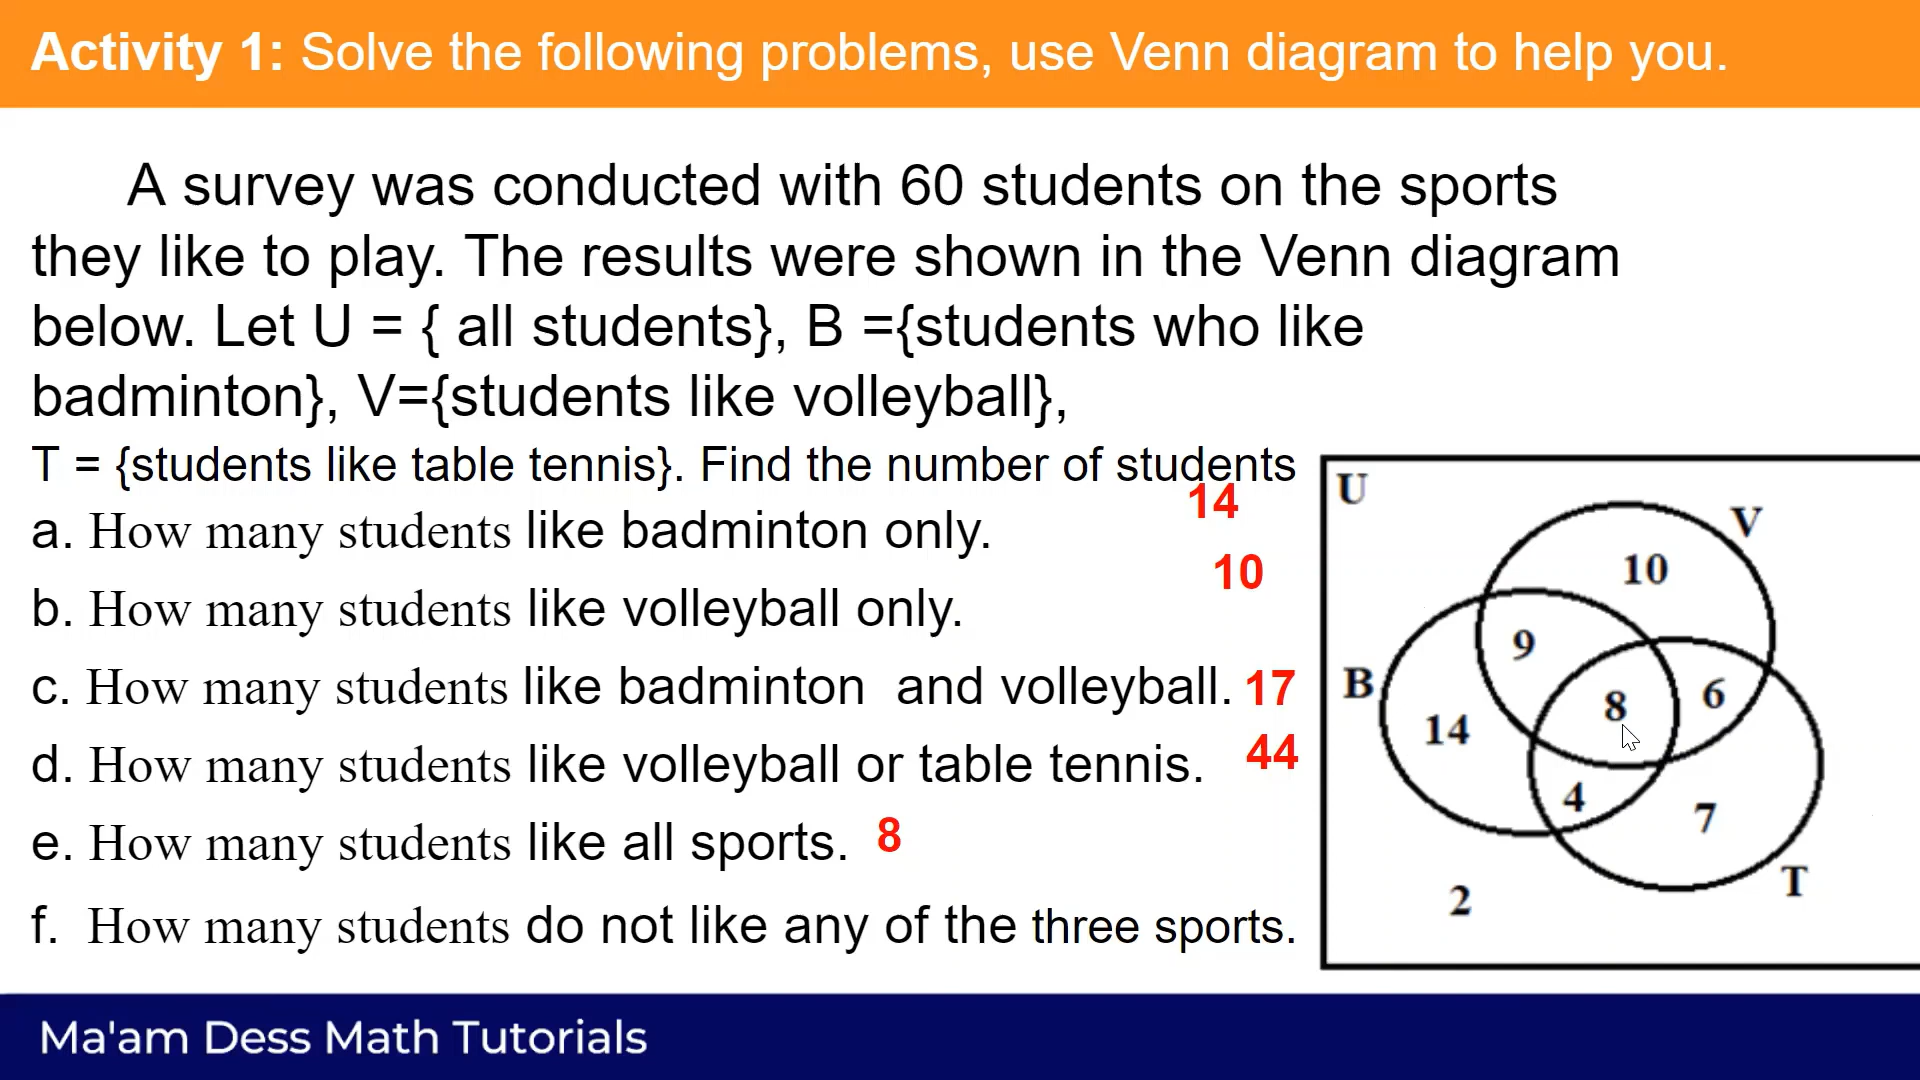 Activity 1: Solve the following problems, use Venn diagram to help you.
A survey was conducted with 60 students on the sports
they like to play. The results were shown in the Venn diagram
below. Let U = { all students}, B ={students who like
badminton}, V={students like volleyball},
T = {students like table tennis}. Find the number of students
a. How many students like badminton only. 14
b. How many students like volleyball only. 10
c. How many students like badminton  and volleyball. 17
d. How many students like volleyball or table tennis. 44
e. How many students like all sports. 8
f. How many students do not like any of the three sports.
U
V
10
9
B
8
6
14
4
7
T
2
Ma'am Dess Math Tutorials